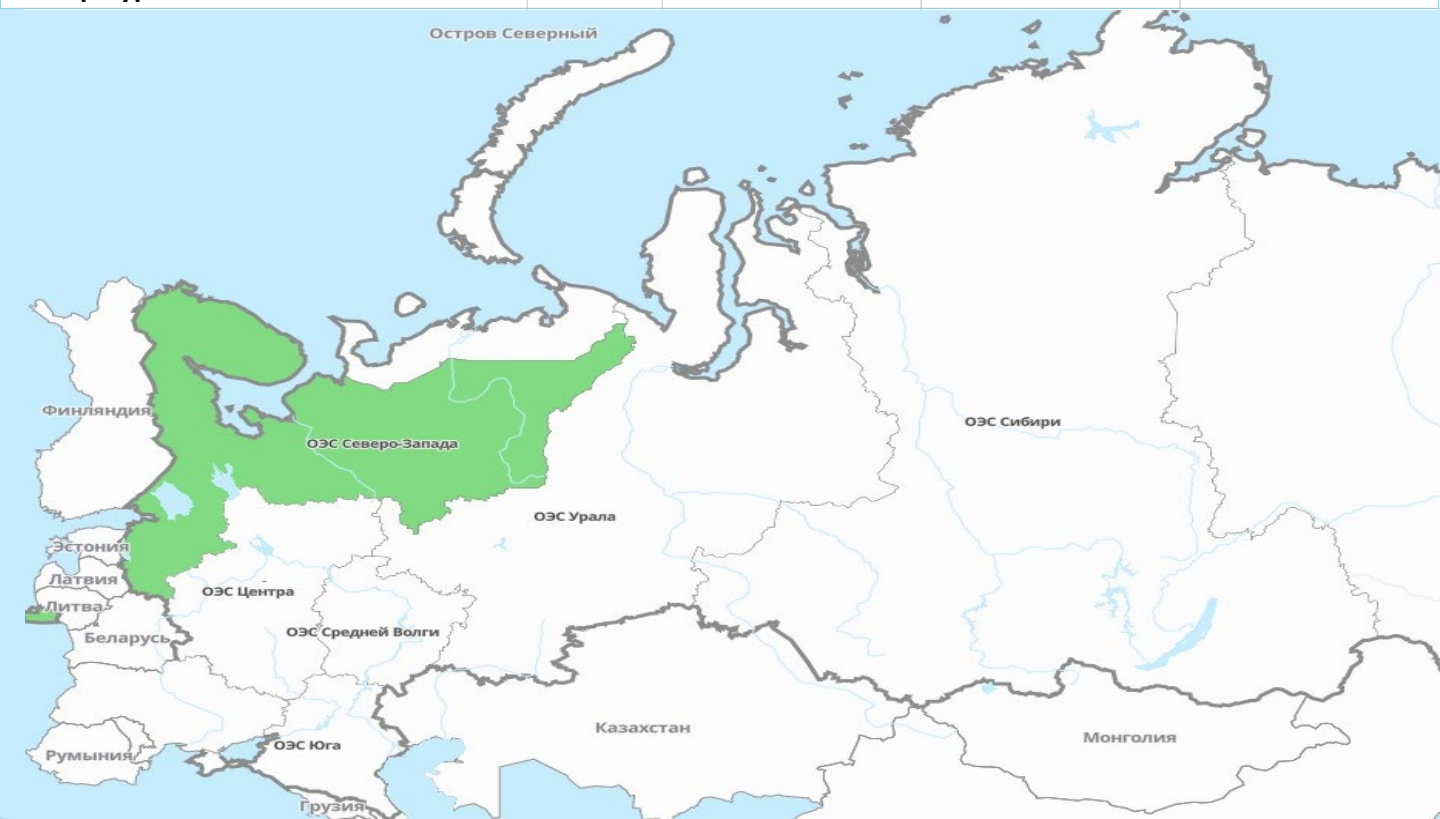 Остров Северный
Финляндия
ОЭС Сибири
ОЭС Северо-Запада
ОЭС Урала
Эстония
Латвия
ОЭС Центра
Литва
ОЭС Средней Волги
Беларусь
Казахстан
Монголия
ОЭС Юга
Румыния
Грузия